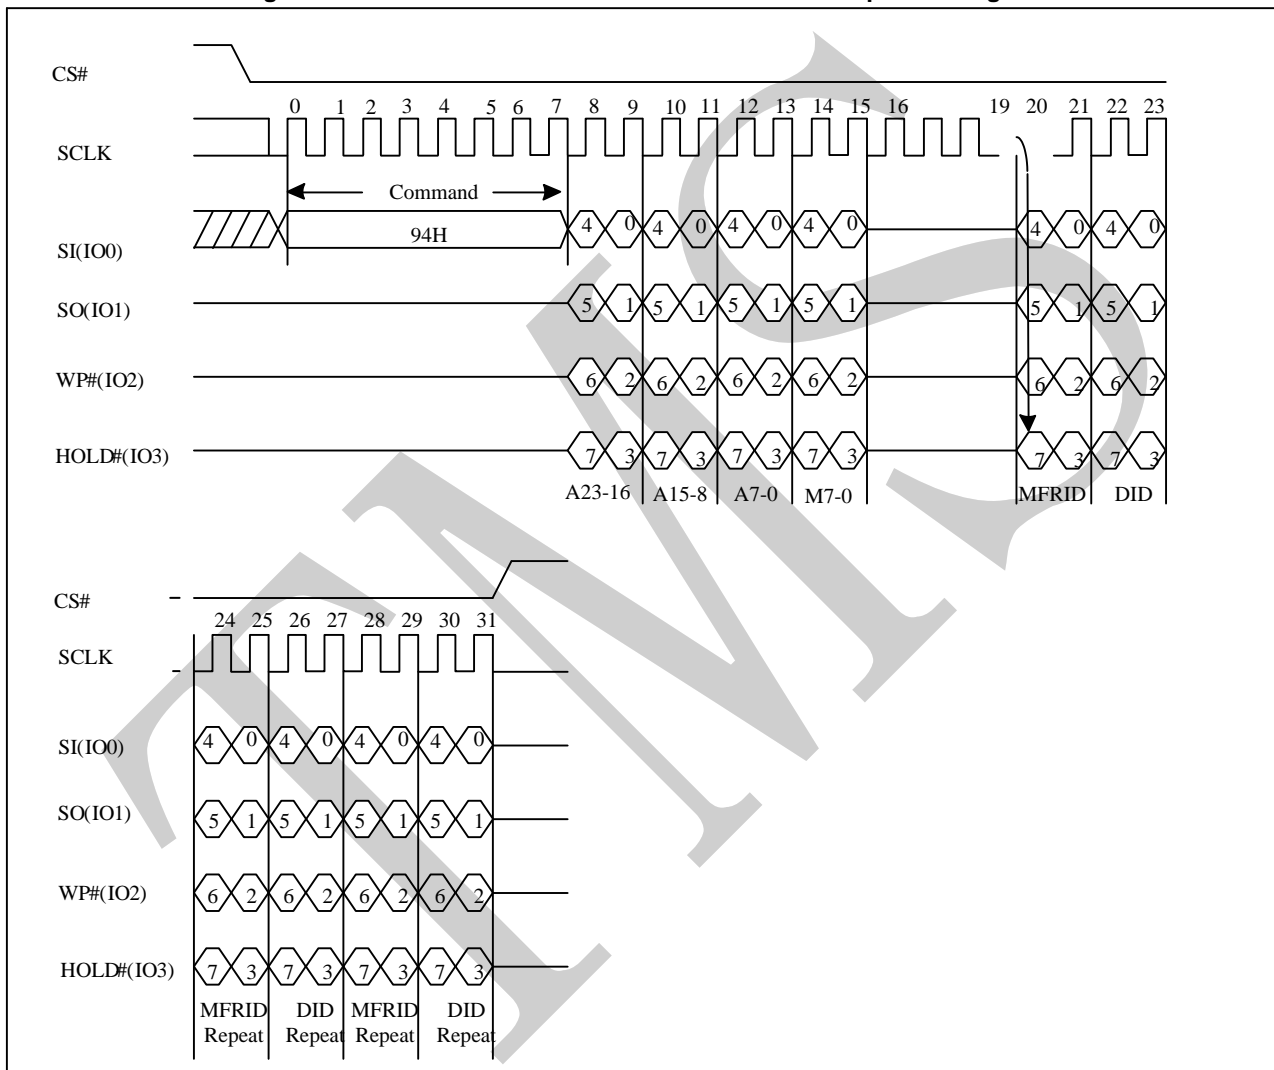 CS#
0 1 2 3 4 5 6 7 8 9 10 11 12 13 14 15 16 19 20 21 22 23
SCLK
Command
94H 4 0 4 0 4 0 4 0 4 0 4 0
SI(IO0)
SO(IO1) 5 1 5 1 5 1 5 1 5 1 5 1
WP#(IO2) 6 2 6 2 6 2 6 2 6 2 6 2
HOLD#(IO3) 7 3 7 3 7 3 7 3 7 3 7 3
A23-16 A15-8 A7-0 M7-0 MFRID DID
CS#
24 25 26 27 28 29 30 31
SCLK
SI(IO0) 4 0 4 0 4 0 4 0
SO(IO1) 5 1 5 1 5 1 5 1
WP#(IO2) 6 2 6 2 6 2 6 2
HOLD#(IO3) 7 3 7 3 7 3 7 3
MFRID DID MFRID DID
Repeat Repeat Repeat Repeat
TMS